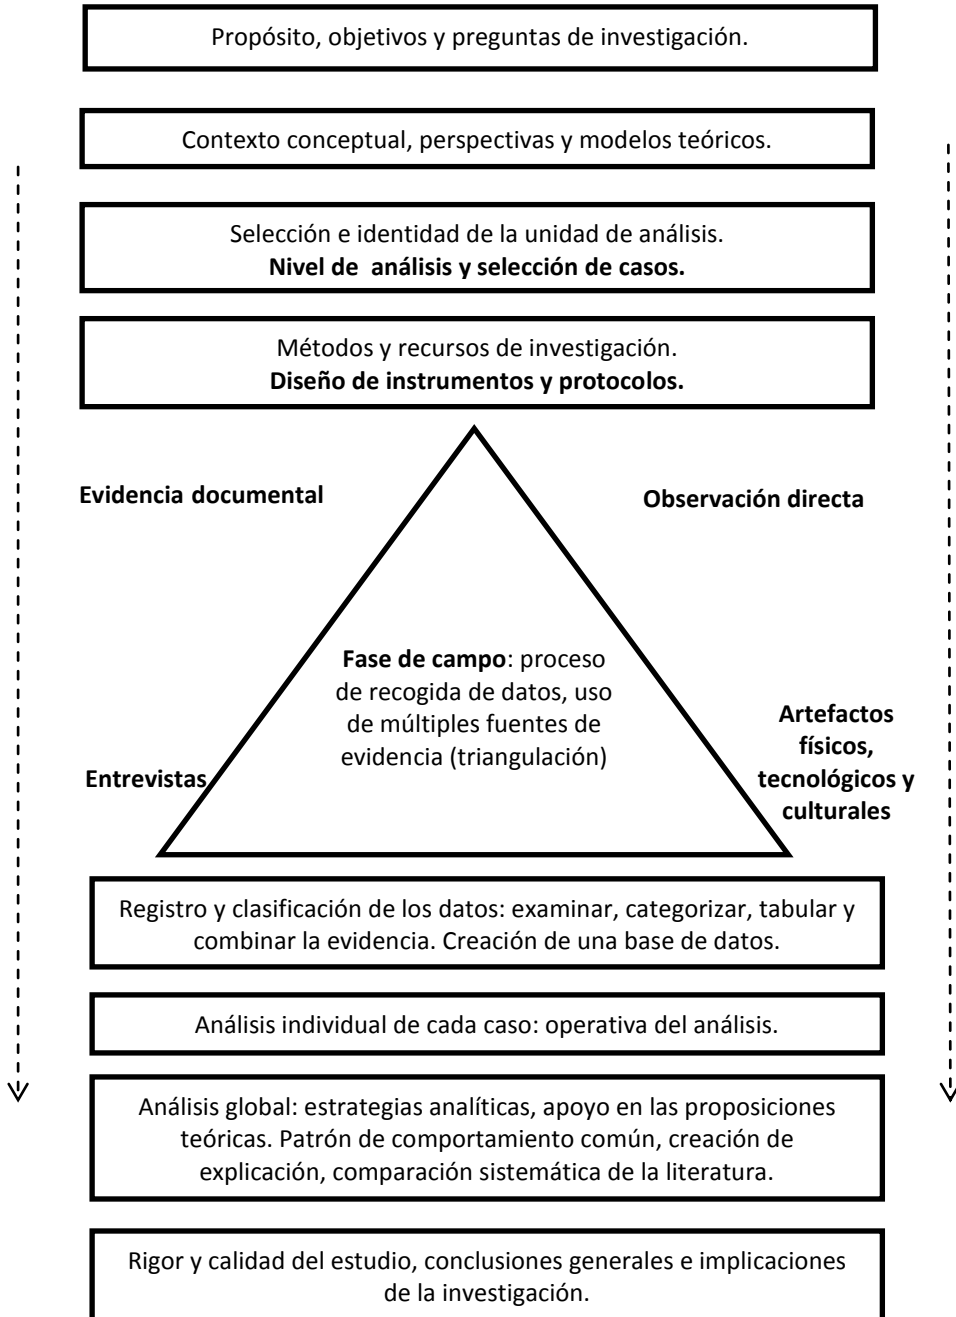 Propósito, objetivos y preguntas de investigación.
Contexto conceptual, perspectivas y modelos teóricos.
Selección e identidad de la unidad de análisis.
Nivel de análisis y selección de casos.
Métodos y recursos de investigación.
Diseño de instrumentos y protocolos.
Evidencia documental
Observación directa
Fase de campo: proceso
de recogida de datos, uso
de múltiples fuentes de
evidencia (triangulación)
Entrevistas
Artefactos
físicos,
tecnológicos y
culturales
Registro y clasificación de los datos: examinar, categorizar, tabular y
combinar la evidencia. Creación de una base de datos.
Análisis individual de cada caso: operativa del análisis.
Análisis global: estrategias analíticas, apoyo en las proposiciones
teóricas. Patrón de comportamiento común, creación de
explicación, comparación sistemática de la literatura.
Rigor y calidad del estudio, conclusiones generales e implicaciones
de la investigación.